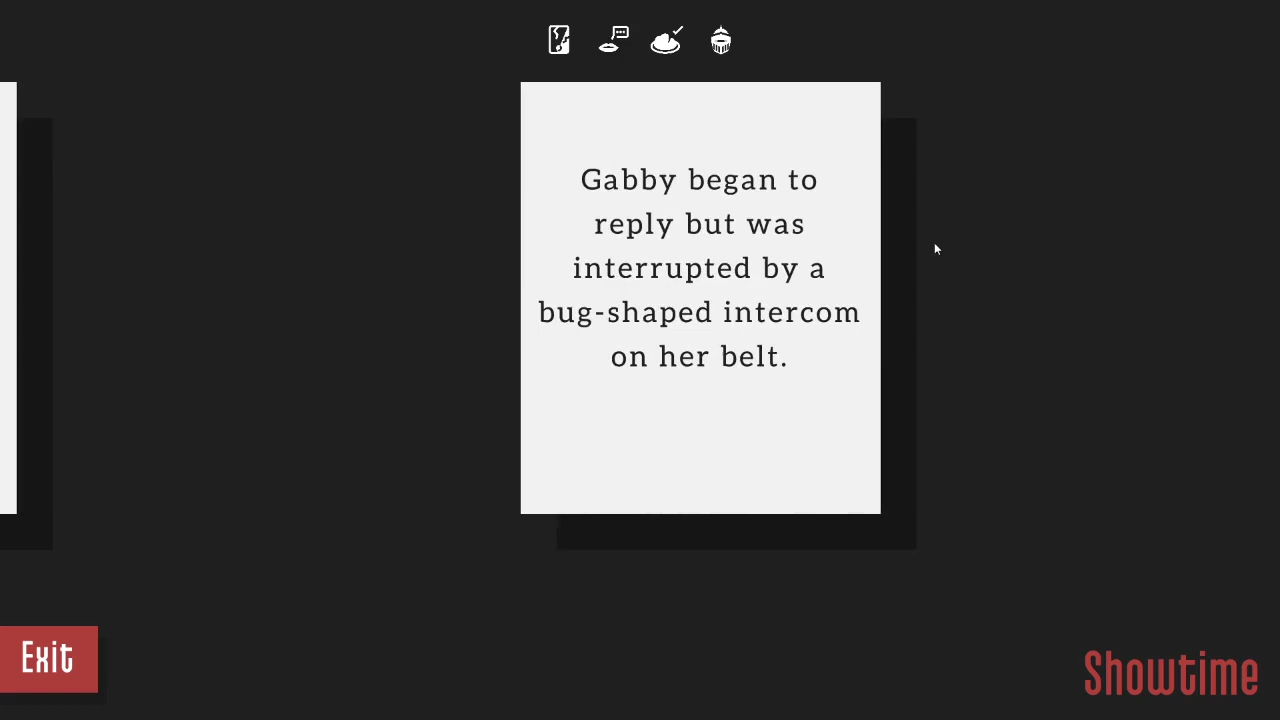 Gabby began to
reply but was
interrupted by a
bug-shaped intercom
on her belt.
Exit
Showtime